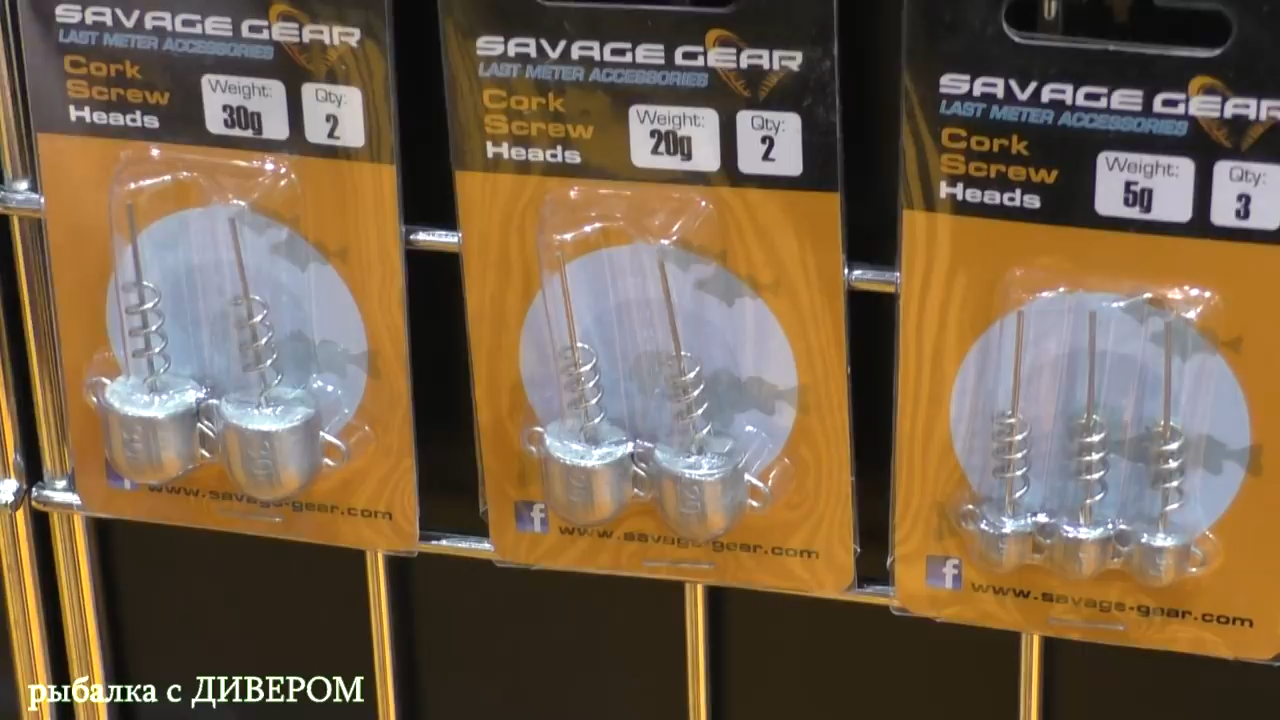 SAVAGE GEAR
LAST METER ACCESSORIES
Cork
Screw
Heads
Weight:
30g
Qty:
2
www.savage-gear.com
SAVAGE GEAR
LAST METER ACCESSORIES
Cork
Screw
Heads
Weight:
20g
Qty:
2
20
f
www.savage-gear.com
SAVAGE GEAR
LAST METER ACCESSORIES
Cork
Screw
Heads
Weight:
5g
Qty:
3
f
www.savage-gear.com
рыбалка с ДИВЕРОМ